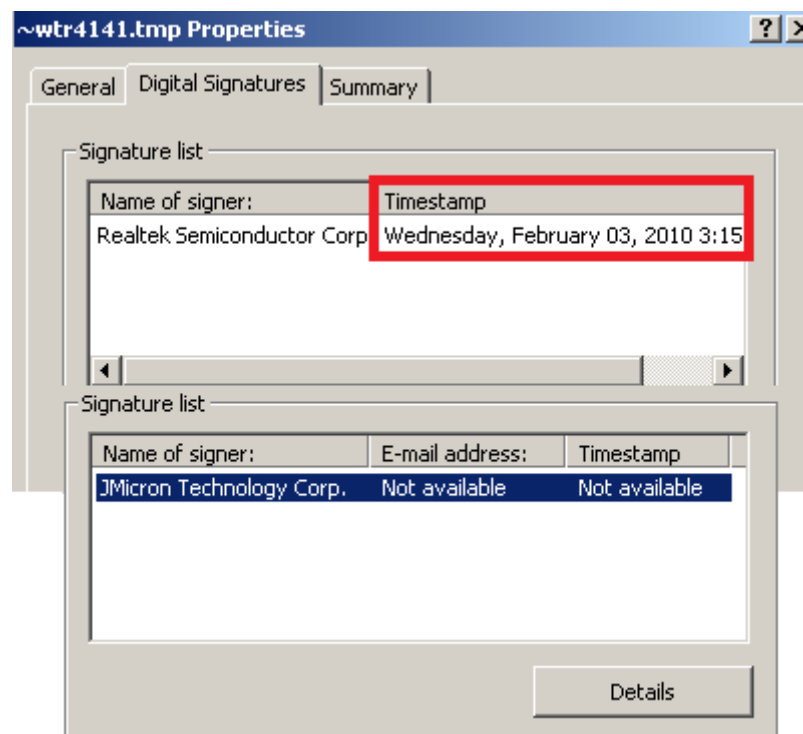 ~wtr4141.tmp Properties ? X
General Digital Signatures Summary
Signature list
Name of signer: Timestamp
Realtek Semiconductor Corp Wednesday, February 03, 2010 3:15
Signature list
Name of signer: E-mail address: Timestamp
JMicron Technology Corp. Not available Not available
Details